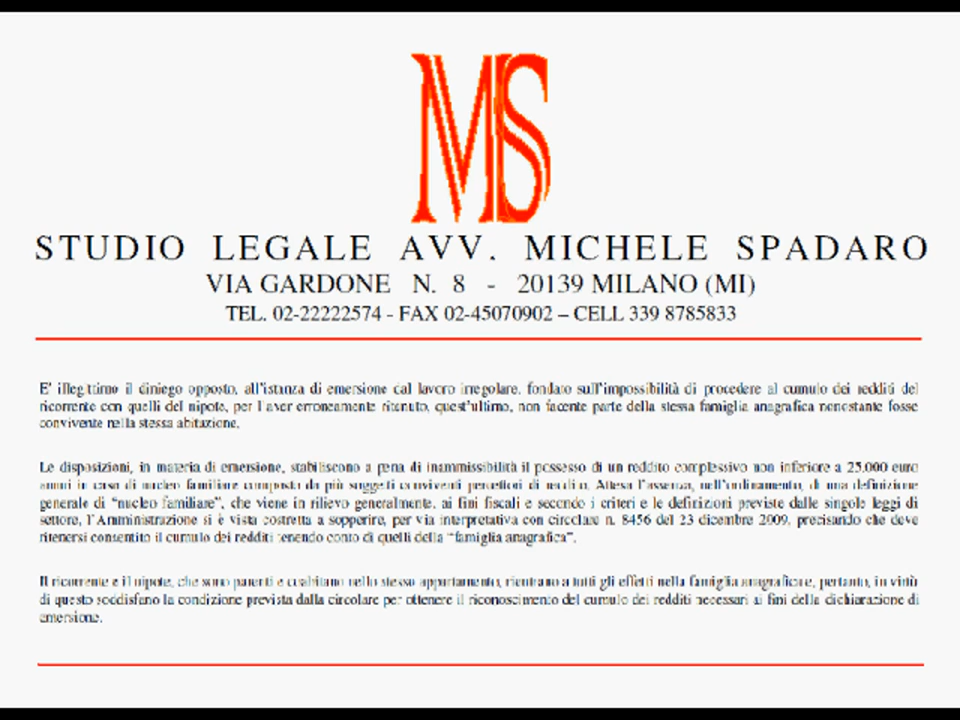 MS
STUDIO LEGALE AVV. MICHELE SPADARO
VIA GARDONE N. 8 - 20139 MILANO (MI)
TEL. 02-22222574 - FAX 02-45070902 – CELL 339 8785833
E' illegittimo il diniego opposto, all'istanza di emersione dal lavoro irregolare, fondato sull'impossibilità di procedere al cumulo dei redditi del
ricorrente con quelli del nipote, per l'aver erroneamente ritenuto, quest'ultimo, non facente parte della stessa famiglia anagrafica nonostante fosse
convivente nella stessa abitazione.
Le disposizioni, in materia di emersione, stabiliscono a pena di inammissibilità il possesso di un reddito complessivo non inferiore a 25.000 euro
annui in caso di nucleo familiare composto da più soggetti conviventi percettori di reddito. Attesa l'assenza, nell'ordinamento, di una definizione
generale di “nucleo familiare”, che viene in rilievo generalmente, ai fini fiscali e secondo i criteri e le definizioni previste dalle singole leggi di
settore, l'Amministrazione si è vista costretta a sopperire, per via interpretativa con circolare n. 8456 del 23 dicembre 2009, precisando che deve
ritenersi consentito il cumulo dei redditi tenendo conto di quelli della “famiglia anagrafica”.
Il ricorrente e il nipote, che sono parenti e coabitano nello stesso appartamento, rientrano a tutti gli effetti nella famiglia anagrafica e, pertanto, in virtù
di questo soddisfano la condizione prevista dalla circolare per ottenere il riconoscimento del cumulo dei redditi necessari ai fini della dichiarazione di
emersione.